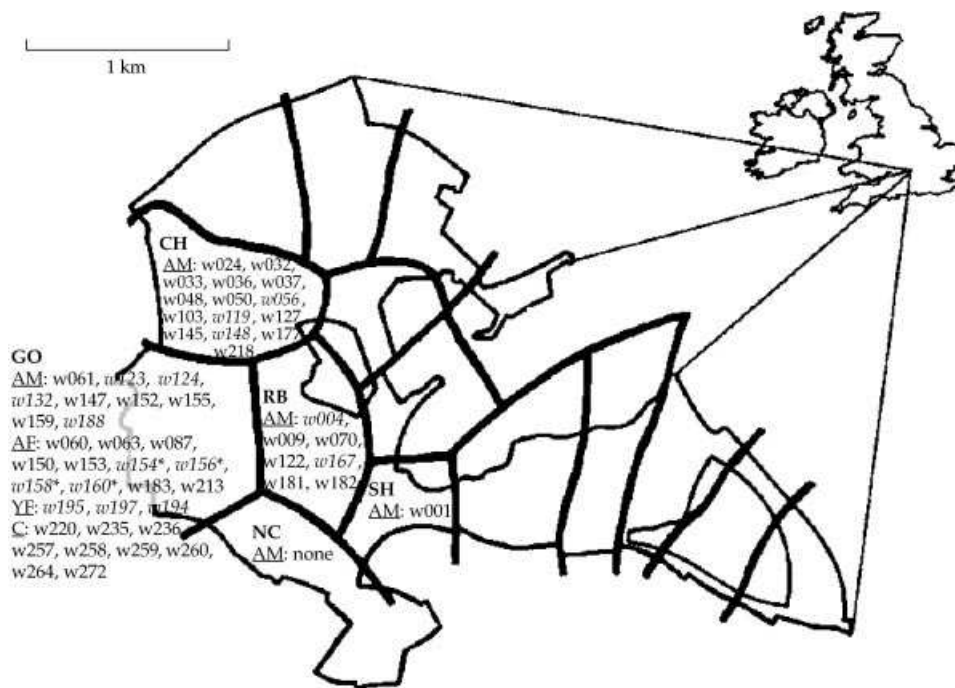 1 km
CH
AM: w024, w032,
w033, w036, w037,
w048, w050, w056,
w103, w119, w127,
w145, w148, w177,
w218
GO
AM: w061, w123, w124,
w132, w147, w152, w155,
w159, w188
AF: w060, w063, w087,
w150, w153, w154*, w156*,
w158*, w160*, w183, w213
YF: w195, w197, w194
C: w220, w235, w236,
w257, w258, w259, w260,
w264, w272
RB
AM: w004,
w009, w070,
w122, w167,
w181, w182
SH
AM: w001
NC
AM: none